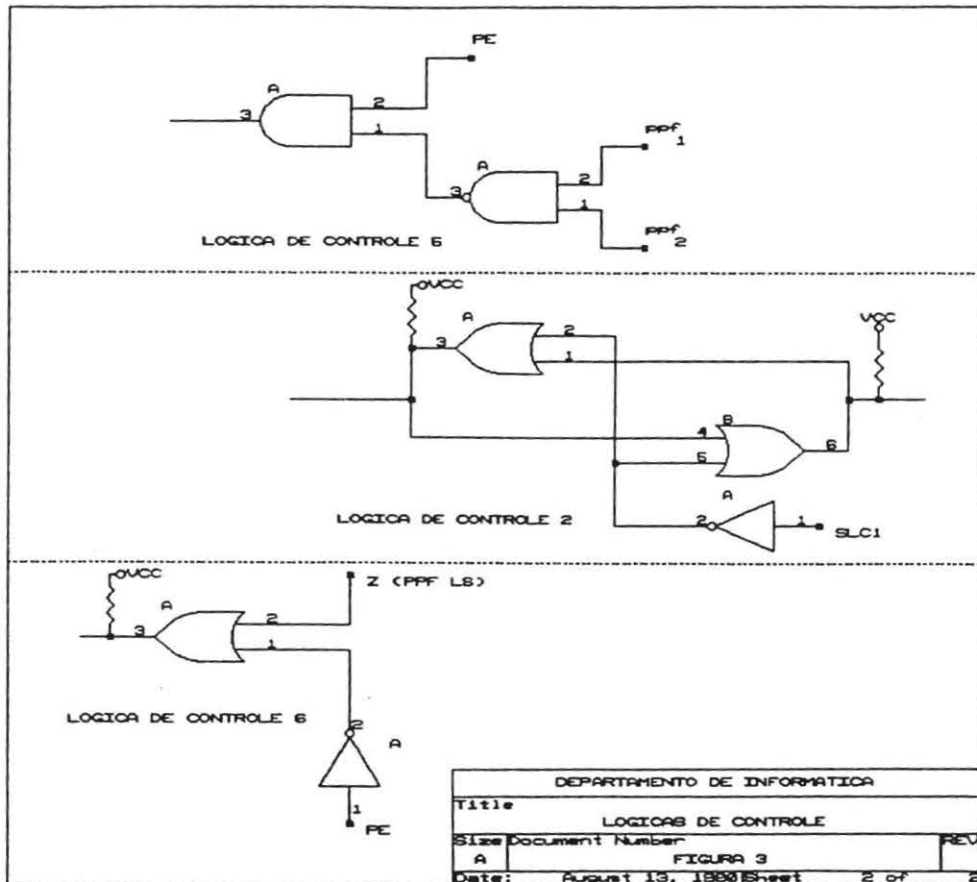 PE
A
3
2
1
ppf 1
A
3
2
1
ppf 2
LOGICA DE CONTROLE 5
VCC
A
3
2
1
VCC
B
4
5
6
A
2
1
SLC1
LOGICA DE CONTROLE 2
VCC
A
3
2
1
Z (PPF LS)
LOGICA DE CONTROLE 6
2
A
1
PE
DEPARTAMENTO DE INFORMATICA
Title
LOGICAS DE CONTROLE
Size Document Number REV
A FIGURA 3
Date: August 13, Sheet 2 of 2